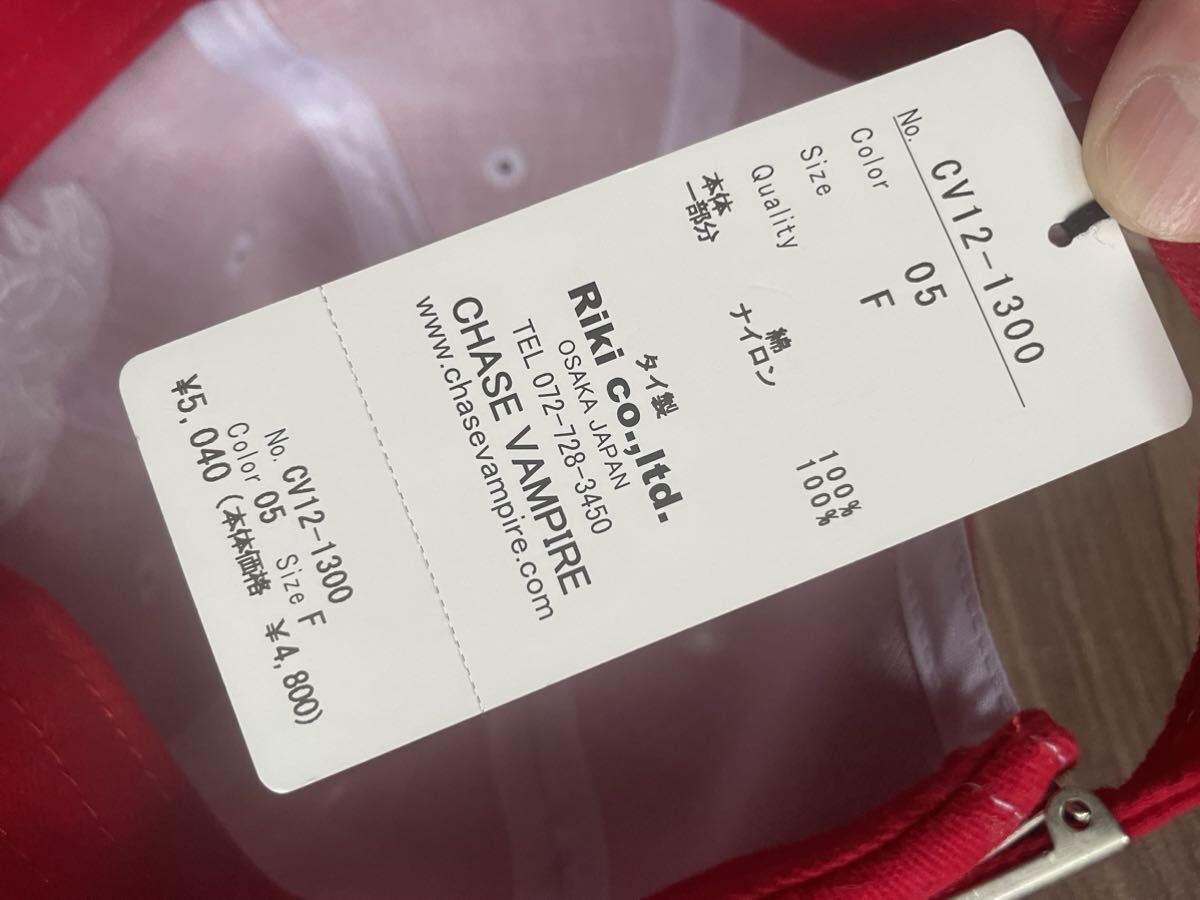 No. CV12-1300
Color 05
Size F
Quality
本体 綿 100%
一部分 ナイロン 100%
タイ製
Riki co.,ltd.
OSAKA JAPAN
TEL 072-728-3450
CHASE VAMPIRE
www.chasevampire.com
No. CV12-1300
Color 05 Size F
¥5,040 (本体価格 ¥4,800)